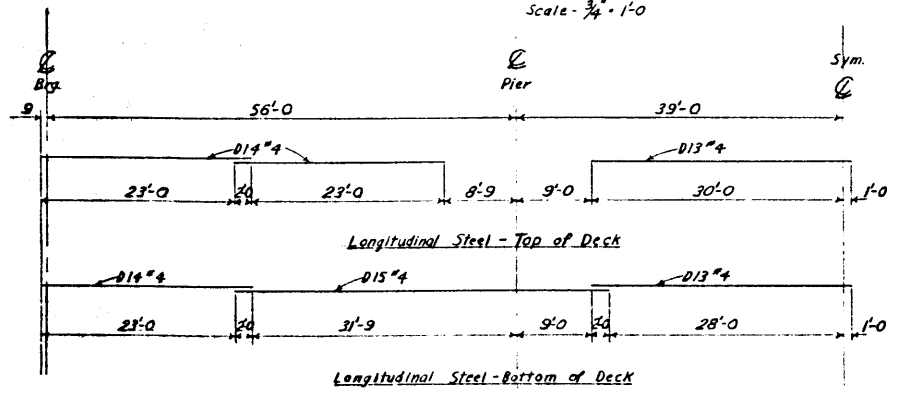 Scale - 3/4" = 1'-0
℄ Brg.
℄ Pier
Sym. ℄
9 56'-0 39'-0
D14 #4 D13 #4
23'-0 2'-0 23'-0 8'-9 9'-0 30'-0 1'-0
Longitudinal Steel - Top of Deck
D14 #4 D15 #4 D13 #4
23'-0 2'-0 31'-9 9'-0 2'-0 28'-0 1'-0
Longitudinal Steel - Bottom of Deck